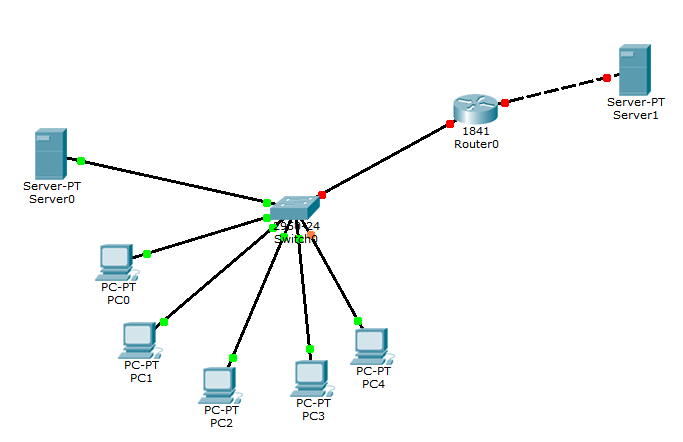 Server-PT
Server1
1841
Router0
Server-PT
Server0
2950-24
Switch0
PC-PT
PC0
PC-PT
PC1
PC-PT
PC2
PC-PT
PC3
PC-PT
PC4